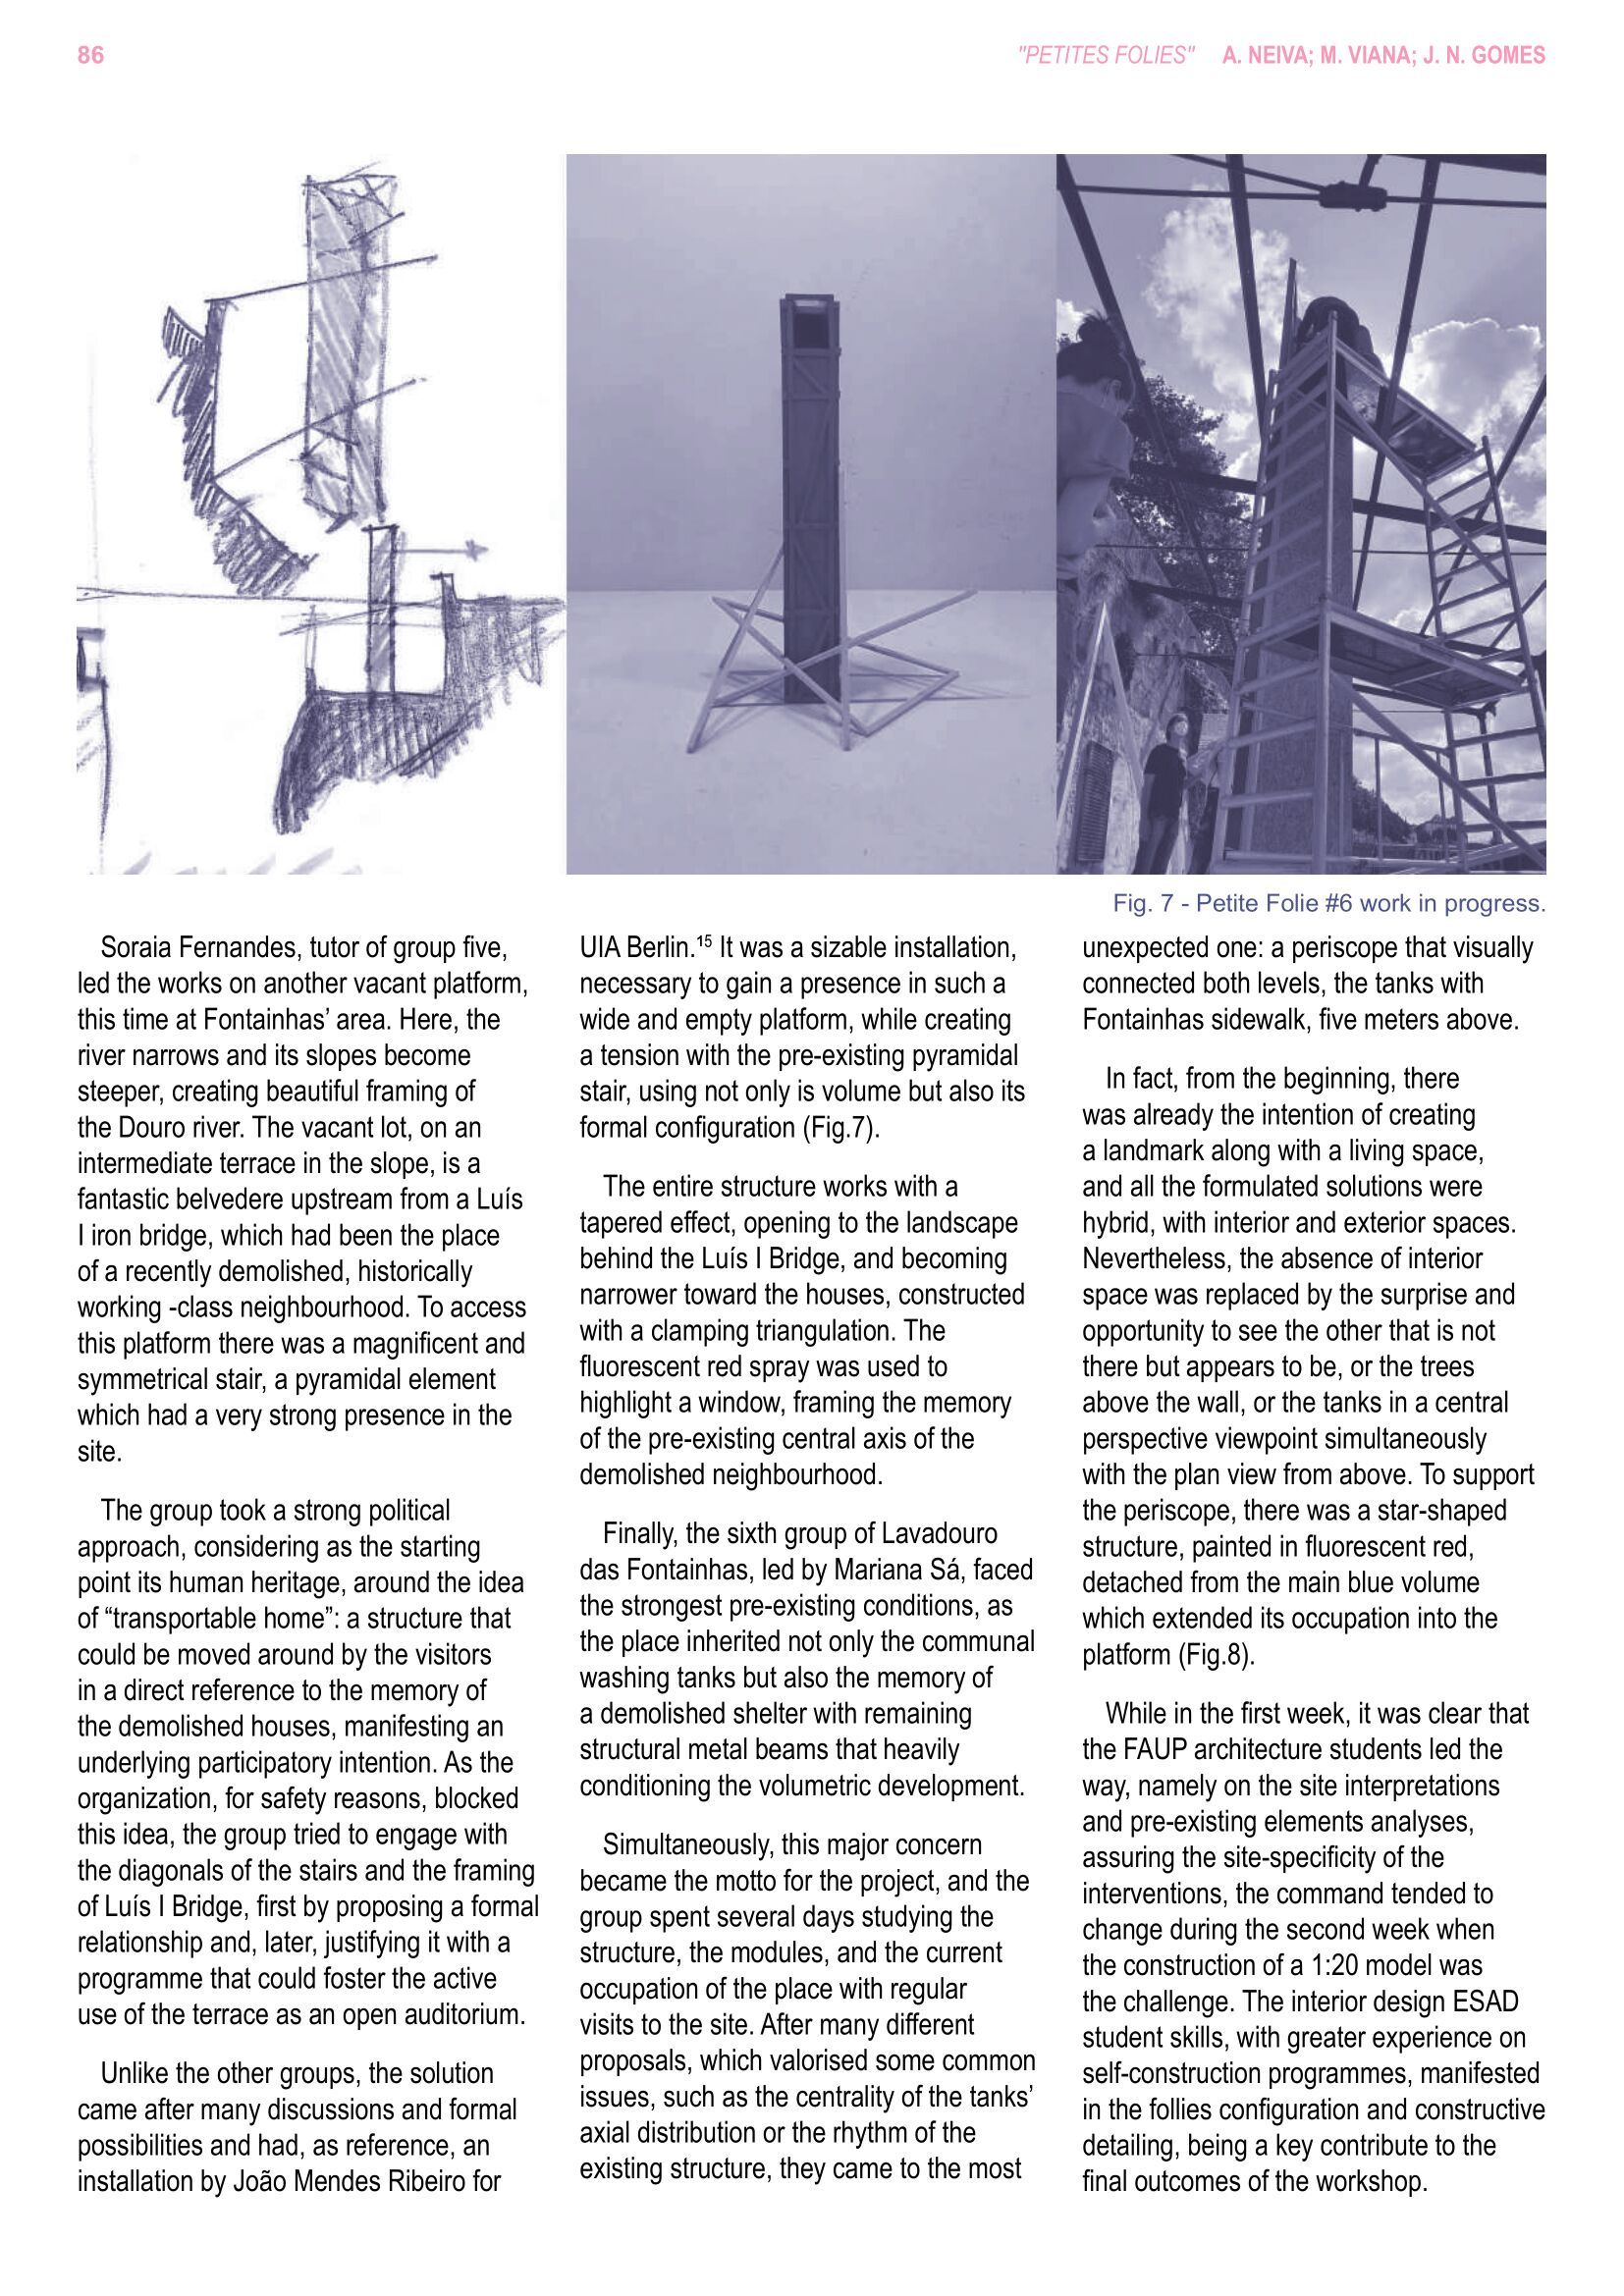 86
"PETITES FOLIES" A. NEIVA; M. VIANA; J. N. GOMES
Fig. 7 - Petite Folie #6 work in progress.
Soraia Fernandes, tutor of group five,
led the works on another vacant platform,
this time at Fontainhas’ area. Here, the
river narrows and its slopes become
steeper, creating beautiful framing of
the Douro river. The vacant lot, on an
intermediate terrace in the slope, is a
fantastic belvedere upstream from a Luís
I iron bridge, which had been the place
of a recently demolished, historically
working -class neighbourhood. To access
this platform there was a magnificent and
symmetrical stair, a pyramidal element
which had a very strong presence in the
site.
The group took a strong political
approach, considering as the starting
point its human heritage, around the idea
of “transportable home”: a structure that
could be moved around by the visitors
in a direct reference to the memory of
the demolished houses, manifesting an
underlying participatory intention. As the
organization, for safety reasons, blocked
this idea, the group tried to engage with
the diagonals of the stairs and the framing
of Luís I Bridge, first by proposing a formal
relationship and, later, justifying it with a
programme that could foster the active
use of the terrace as an open auditorium.
Unlike the other groups, the solution
came after many discussions and formal
possibilities and had, as reference, an
installation by João Mendes Ribeiro for
UIA Berlin.¹⁵ It was a sizable installation,
necessary to gain a presence in such a
wide and empty platform, while creating
a tension with the pre-existing pyramidal
stair, using not only is volume but also its
formal configuration (Fig.7).
The entire structure works with a
tapered effect, opening to the landscape
behind the Luís I Bridge, and becoming
narrower toward the houses, constructed
with a clamping triangulation. The
fluorescent red spray was used to
highlight a window, framing the memory
of the pre-existing central axis of the
demolished neighbourhood.
Finally, the sixth group of Lavadouro
das Fontainhas, led by Mariana Sá, faced
the strongest pre-existing conditions, as
the place inherited not only the communal
washing tanks but also the memory of
a demolished shelter with remaining
structural metal beams that heavily
conditioning the volumetric development.
Simultaneously, this major concern
became the motto for the project, and the
group spent several days studying the
structure, the modules, and the current
occupation of the place with regular
visits to the site. After many different
proposals, which valorised some common
issues, such as the centrality of the tanks’
axial distribution or the rhythm of the
existing structure, they came to the most
unexpected one: a periscope that visually
connected both levels, the tanks with
Fontainhas sidewalk, five meters above.
In fact, from the beginning, there
was already the intention of creating
a landmark along with a living space,
and all the formulated solutions were
hybrid, with interior and exterior spaces.
Nevertheless, the absence of interior
space was replaced by the surprise and
opportunity to see the other that is not
there but appears to be, or the trees
above the wall, or the tanks in a central
perspective viewpoint simultaneously
with the plan view from above. To support
the periscope, there was a star-shaped
structure, painted in fluorescent red,
detached from the main blue volume
which extended its occupation into the
platform (Fig.8).
While in the first week, it was clear that
the FAUP architecture students led the
way, namely on the site interpretations
and pre-existing elements analyses,
assuring the site-specificity of the
interventions, the command tended to
change during the second week when
the construction of a 1:20 model was
the challenge. The interior design ESAD
student skills, with greater experience on
self-construction programmes, manifested
in the follies configuration and constructive
detailing, being a key contribute to the
final outcomes of the workshop.